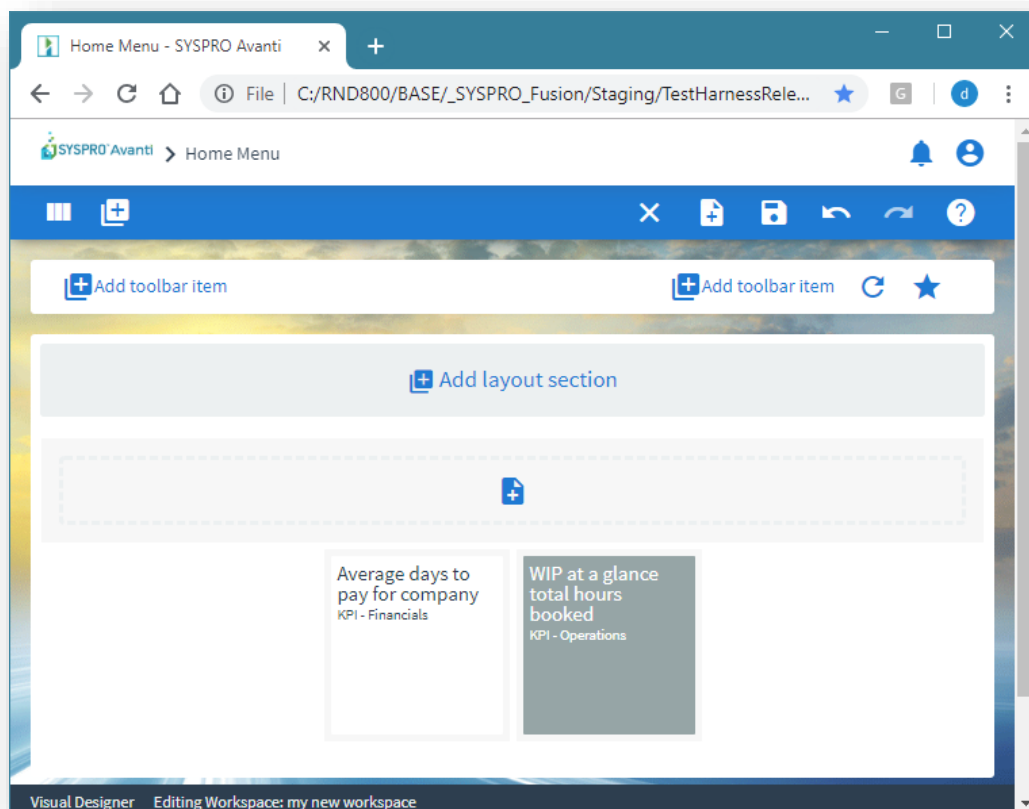 Home Menu - SYSPRO Avanti
File C:/RND800/BASE/_SYSPRO_Fusion/Staging/TestHarnessRele... G d
SYSPRO Avanti Home Menu
Add toolbar item Add toolbar item
Add layout section
Average days to
pay for company
KPI - Financials
WIP at a glance
total hours
booked
KPI - Operations
Visual Designer Editing Workspace: my new workspace